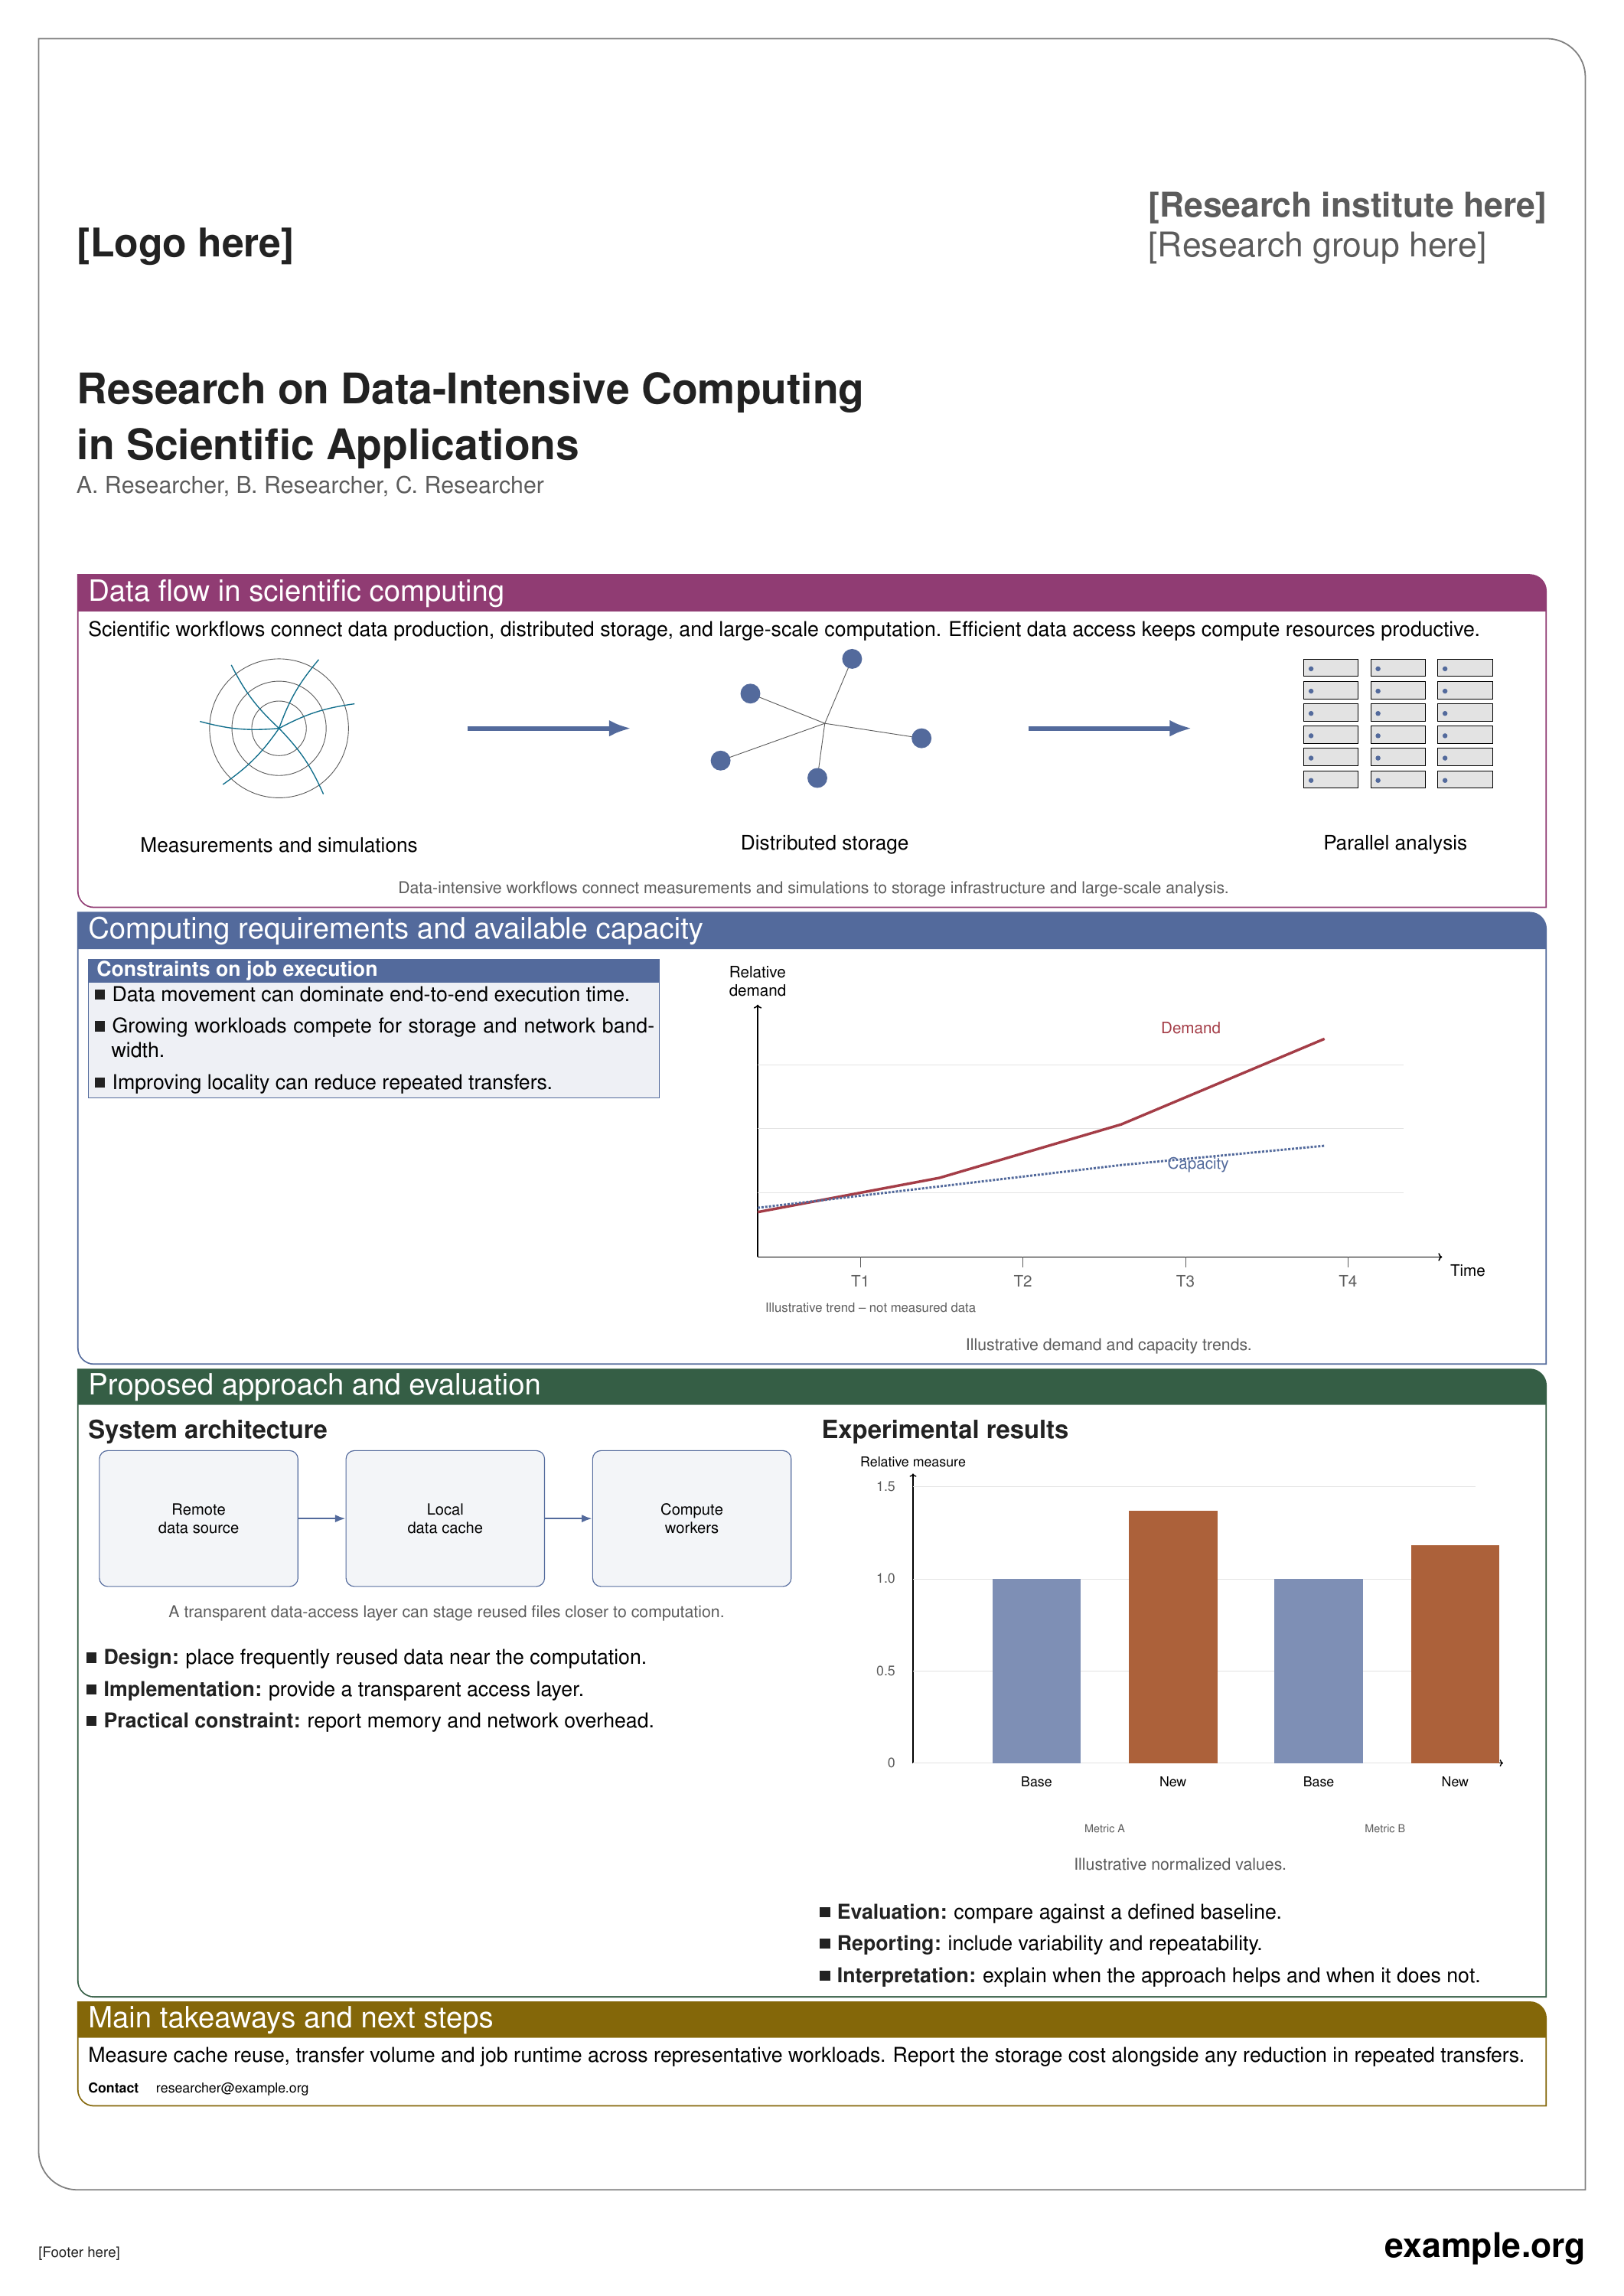 [Logo here]
[Research institute here]
[Research group here]
Research on Data-Intensive Computing
in Scientific Applications
A. Researcher, B. Researcher, C. Researcher
Data flow in scientific computing
Scientific workflows connect data production, distributed storage, and large-scale computation. Efficient data access keeps compute resources productive.
Measurements and simulations
Distributed storage
Parallel analysis
Data-intensive workflows connect measurements and simulations to storage infrastructure and large-scale analysis.
Computing requirements and available capacity
Constraints on job execution
■ Data movement can dominate end-to-end execution time.
■ Growing workloads compete for storage and network band-
width.
■ Improving locality can reduce repeated transfers.
Relative
demand
Demand
Capacity
Time
T1 T2 T3 T4
Illustrative trend – not measured data
Illustrative demand and capacity trends.
Proposed approach and evaluation
System architecture
Remote
data source
Local
data cache
Compute
workers
A transparent data-access layer can stage reused files closer to computation.
■ Design: place frequently reused data near the computation.
■ Implementation: provide a transparent access layer.
■ Practical constraint: report memory and network overhead.
Experimental results
Relative measure
1.5
1.0
0.5
0
Base New Base New
Metric A Metric B
Illustrative normalized values.
■ Evaluation: compare against a defined baseline.
■ Reporting: include variability and repeatability.
■ Interpretation: explain when the approach helps and when it does not.
Main takeaways and next steps
Measure cache reuse, transfer volume and job runtime across representative workloads. Report the storage cost alongside any reduction in repeated transfers.
Contact researcher@example.org
[Footer here]
example.org